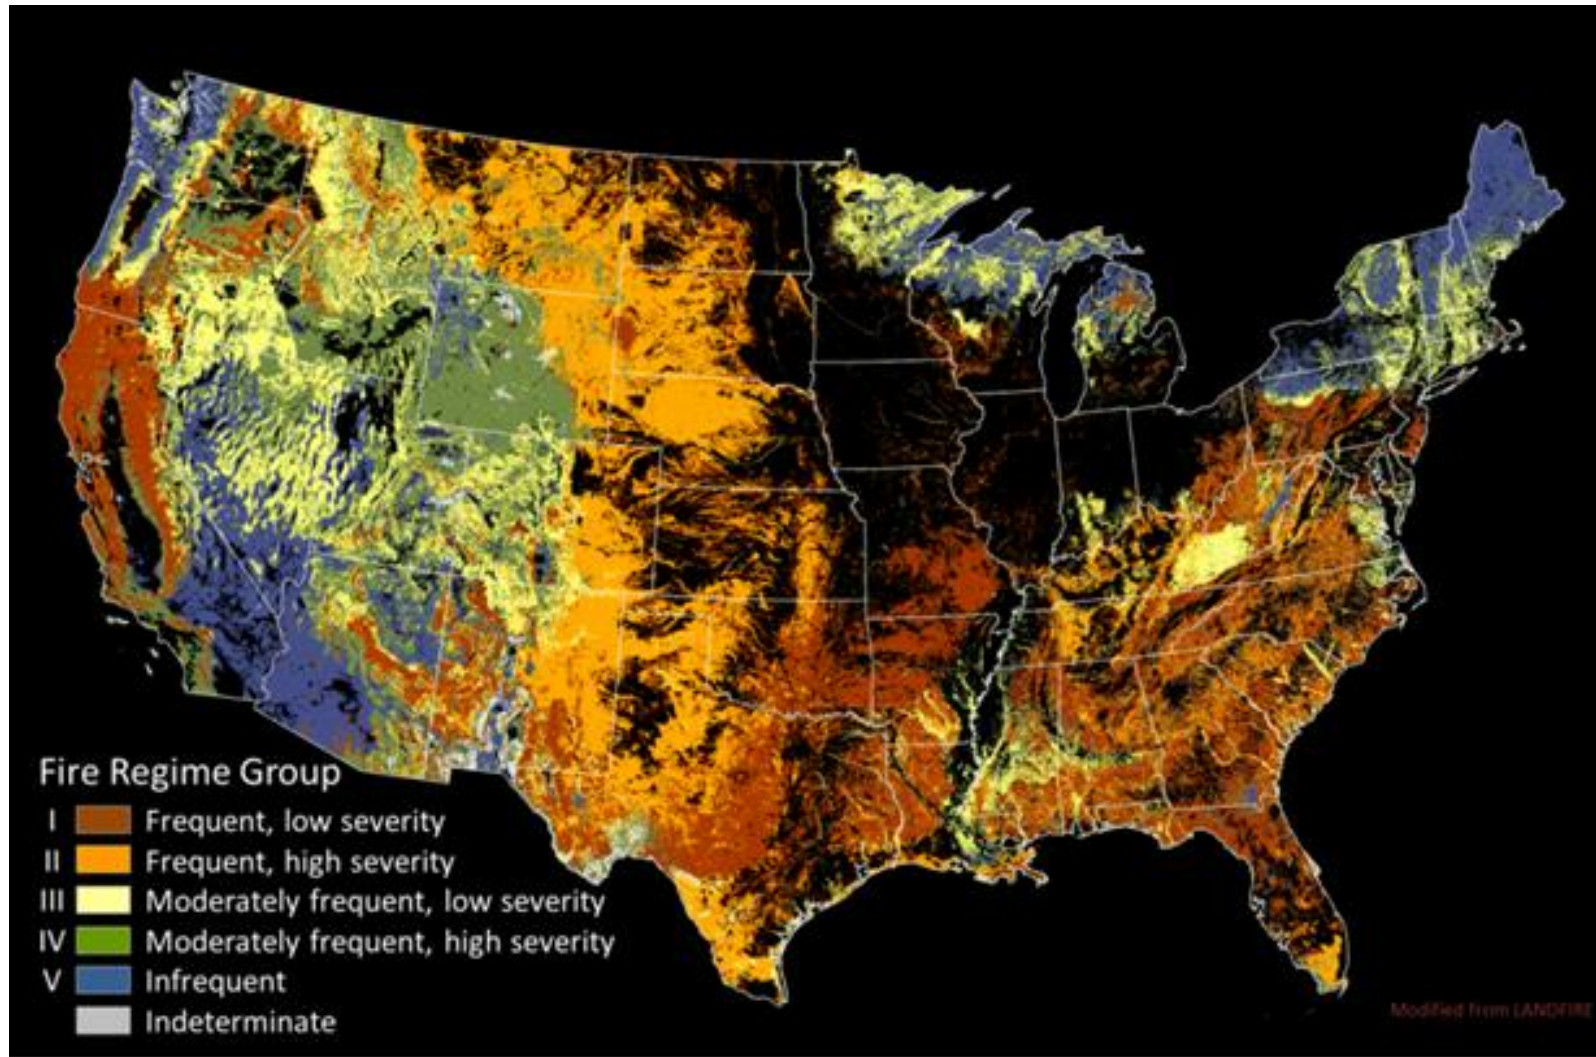 Fire Regime Group
I Frequent, low severity
II Frequent, high severity
III Moderately frequent, low severity
IV Moderately frequent, high severity
V Infrequent
Indeterminate
Modified from LANDFIRE